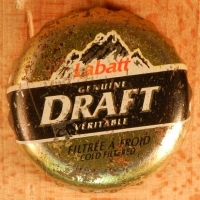 Labatt
GENUINE
DRAFT
VÉRITABLE
FILTRÉE À FROID
COLD FILTERED